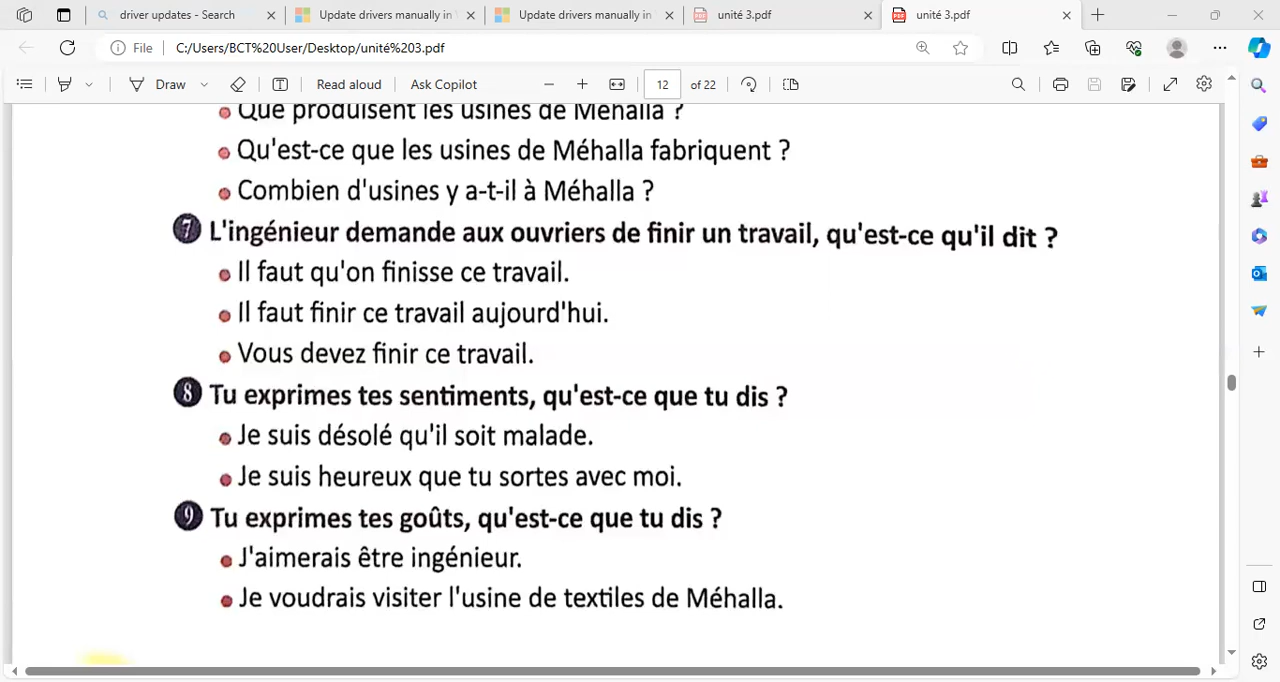 driver updates - Search
Update drivers manually in
Update drivers manually in
unité 3.pdf
unité 3.pdf
File
C:/Users/BCT%20User/Desktop/unité%203.pdf
Draw
Read aloud
Ask Copilot
12
of 22
Que produisent les usines de Méhalla ?
Qu'est-ce que les usines de Méhalla fabriquent ?
Combien d'usines y a-t-il à Méhalla ?
7 L'ingénieur demande aux ouvriers de finir un travail, qu'est-ce qu'il dit ?
Il faut qu'on finisse ce travail.
Il faut finir ce travail aujourd'hui.
Vous devez finir ce travail.
8 Tu exprimes tes sentiments, qu'est-ce que tu dis ?
Je suis désolé qu'il soit malade.
Je suis heureux que tu sortes avec moi.
9 Tu exprimes tes goûts, qu'est-ce que tu dis ?
J'aimerais être ingénieur.
Je voudrais visiter l'usine de textiles de Méhalla.